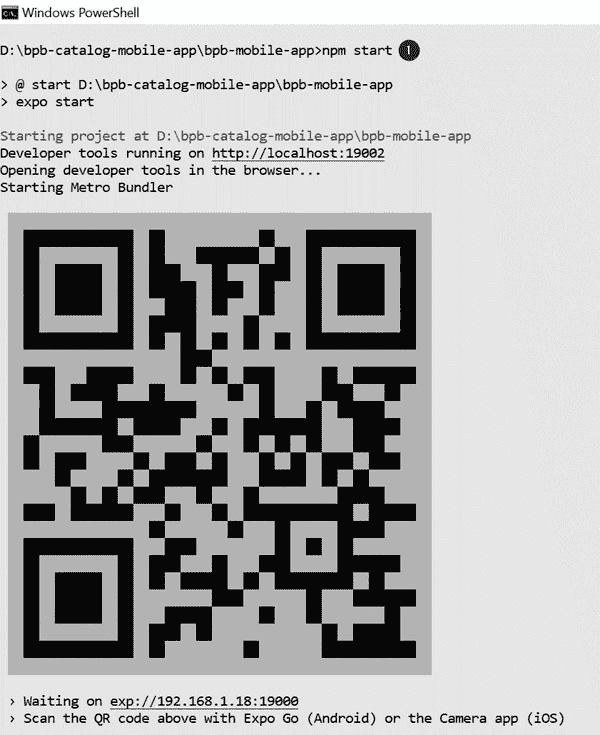 Windows PowerShell
D:\bpb-catalog-mobile-app\bpb-mobile-app>npm start 1
> @ start D:\bpb-catalog-mobile-app\bpb-mobile-app
> expo start
Starting project at D:\bpb-catalog-mobile-app\bpb-mobile-app
Developer tools running on http://localhost:19002
Opening developer tools in the browser...
Starting Metro Bundler
› Waiting on exp://192.168.1.18:19000
› Scan the QR code above with Expo Go (Android) or the Camera app (iOS)